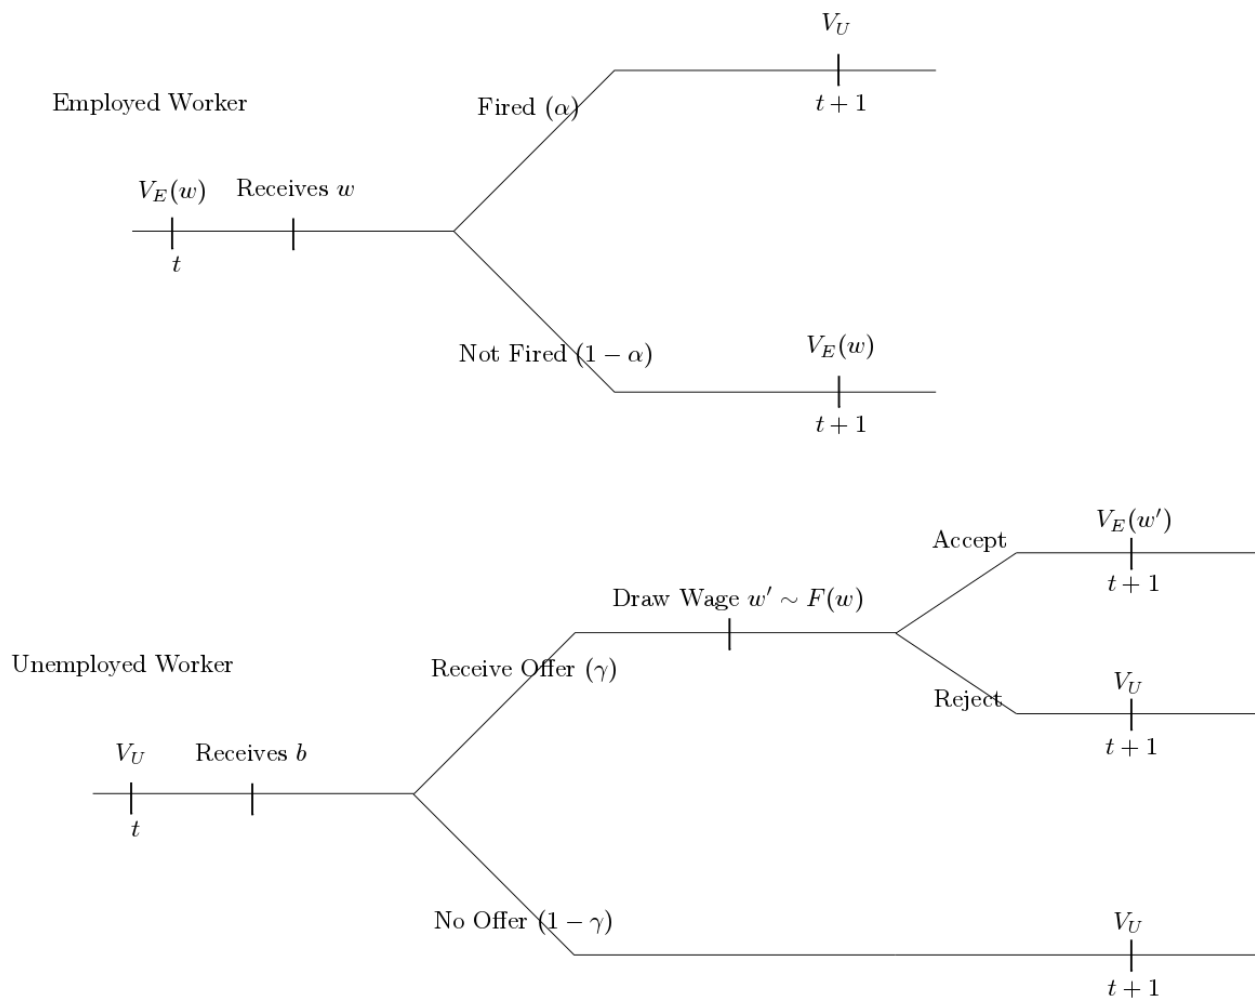 V_U
Employed Worker
Fired (α)
t + 1
V_E(w)
Receives w
t
Not Fired (1 − α)
V_E(w)
t + 1
Accept
V_E(w′)
t + 1
Draw Wage w′ ∼ F(w)
Unemployed Worker
Receive Offer (γ)
Reject
V_U
t + 1
V_U
Receives b
t
No Offer (1 − γ)
V_U
t + 1